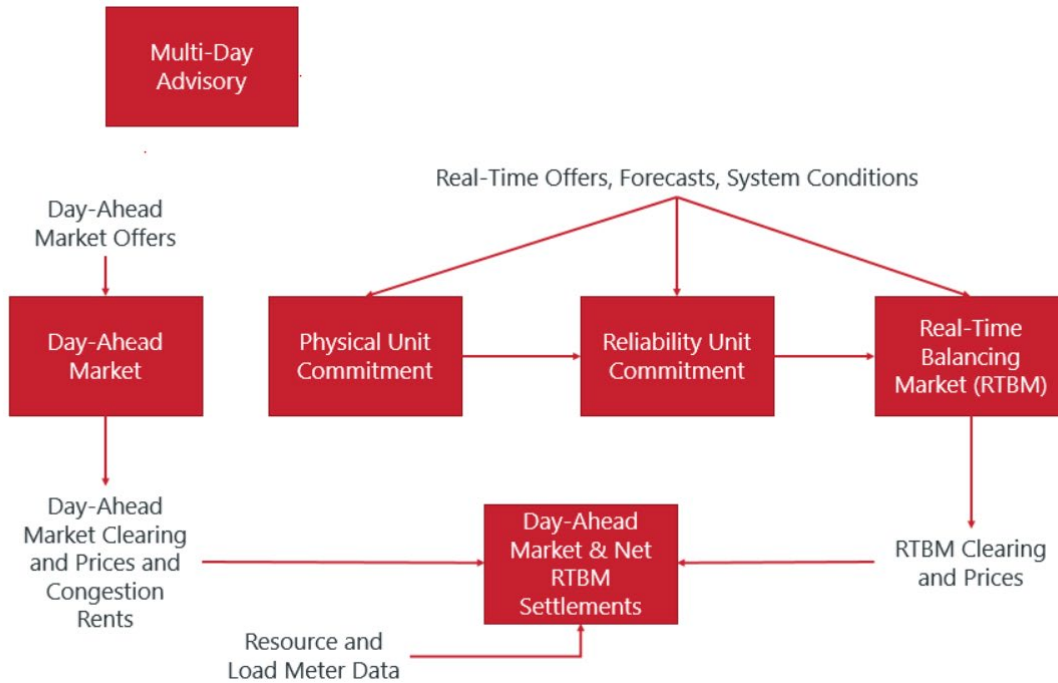 Multi-Day
Advisory
Real-Time Offers, Forecasts, System Conditions
Day-Ahead
Market Offers
Day-Ahead
Market
Physical Unit
Commitment
Reliability Unit
Commitment
Real-Time
Balancing
Market (RTBM)
Day-Ahead
Market Clearing
and Prices and
Congestion
Rents
Day-Ahead
Market & Net
RTBM
Settlements
RTBM Clearing
and Prices
Resource and
Load Meter Data